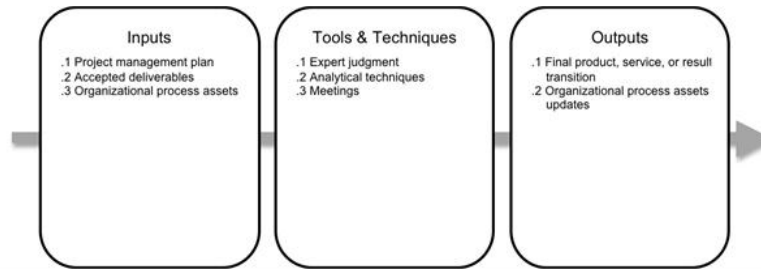 Inputs
.1 Project management plan
.2 Accepted deliverables
.3 Organizational process assets
Tools & Techniques
.1 Expert judgment
.2 Analytical techniques
.3 Meetings
Outputs
.1 Final product, service, or result
transition
.2 Organizational process assets
updates